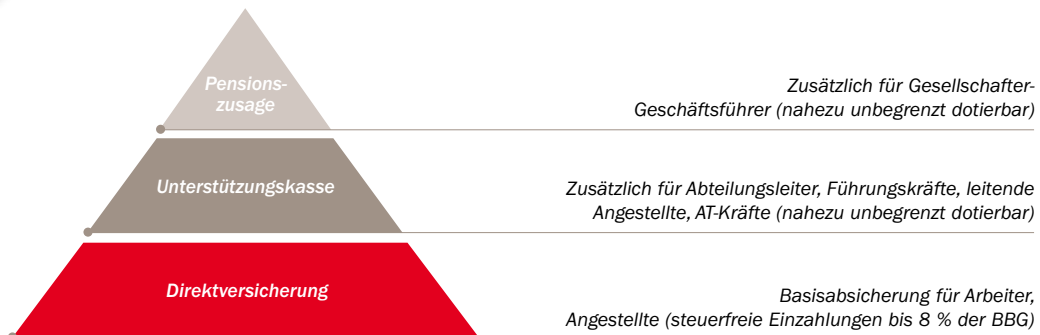 Pensions-
zusage
Zusätzlich für Gesellschafter-
Geschäftsführer (nahezu unbegrenzt dotierbar)
Unterstützungskasse
Zusätzlich für Abteilungsleiter, Führungskräfte, leitende
Angestellte, AT-Kräfte (nahezu unbegrenzt dotierbar)
Direktversicherung
Basisabsicherung für Arbeiter,
Angestellte (steuerfreie Einzahlungen bis 8 % der BBG)